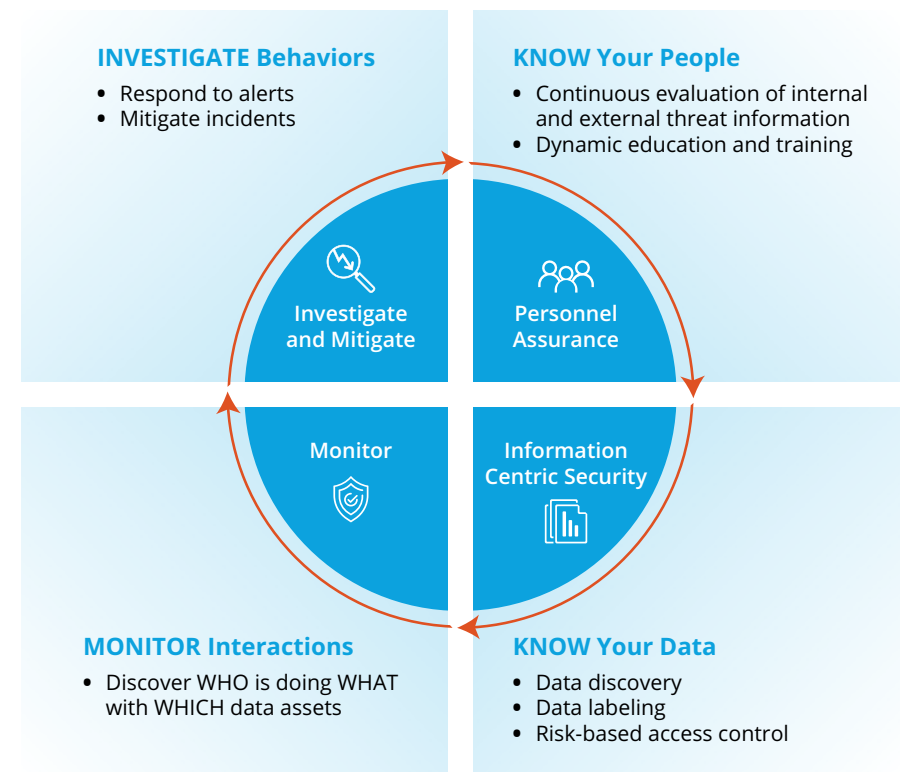 INVESTIGATE Behaviors
• Respond to alerts
• Mitigate incidents
KNOW Your People
• Continuous evaluation of internal
and external threat information
• Dynamic education and training
Investigate
and Mitigate
Personnel
Assurance
Monitor
Information
Centric Security
MONITOR Interactions
• Discover WHO is doing WHAT
with WHICH data assets
KNOW Your Data
• Data discovery
• Data labeling
• Risk-based access control